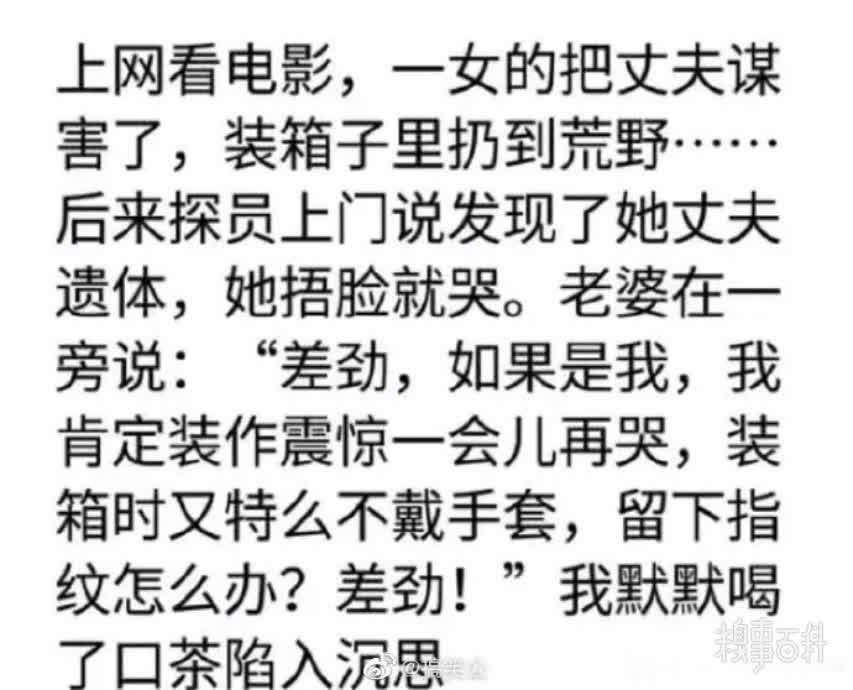 上网看电影，一女的把丈夫谋
害了，装箱子里扔到荒野……
后来探员上门说发现了她丈夫
遗体，她捂脸就哭。老婆在一
旁说：“差劲，如果是我，我
肯定装作震惊一会儿再哭，装
箱时又特么不戴手套，留下指
纹怎么办？差劲！”我默默喝
了口茶陷入沉思
糗事百科